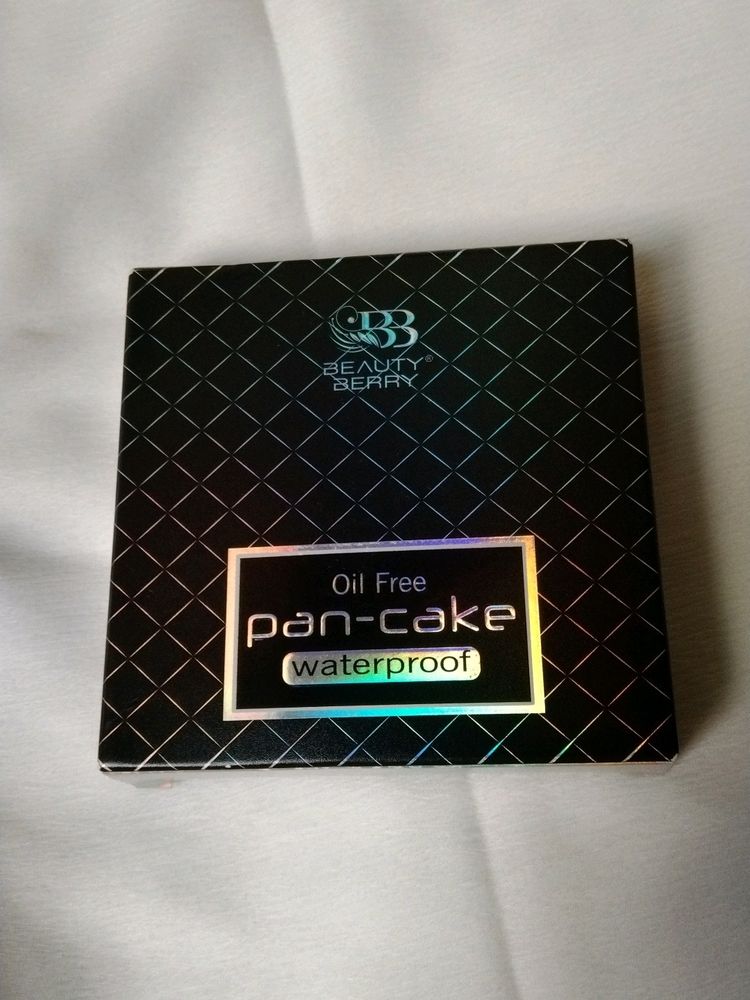 BB
BEAUTY®
BERRY
Oil Free
pan-cake
waterproof